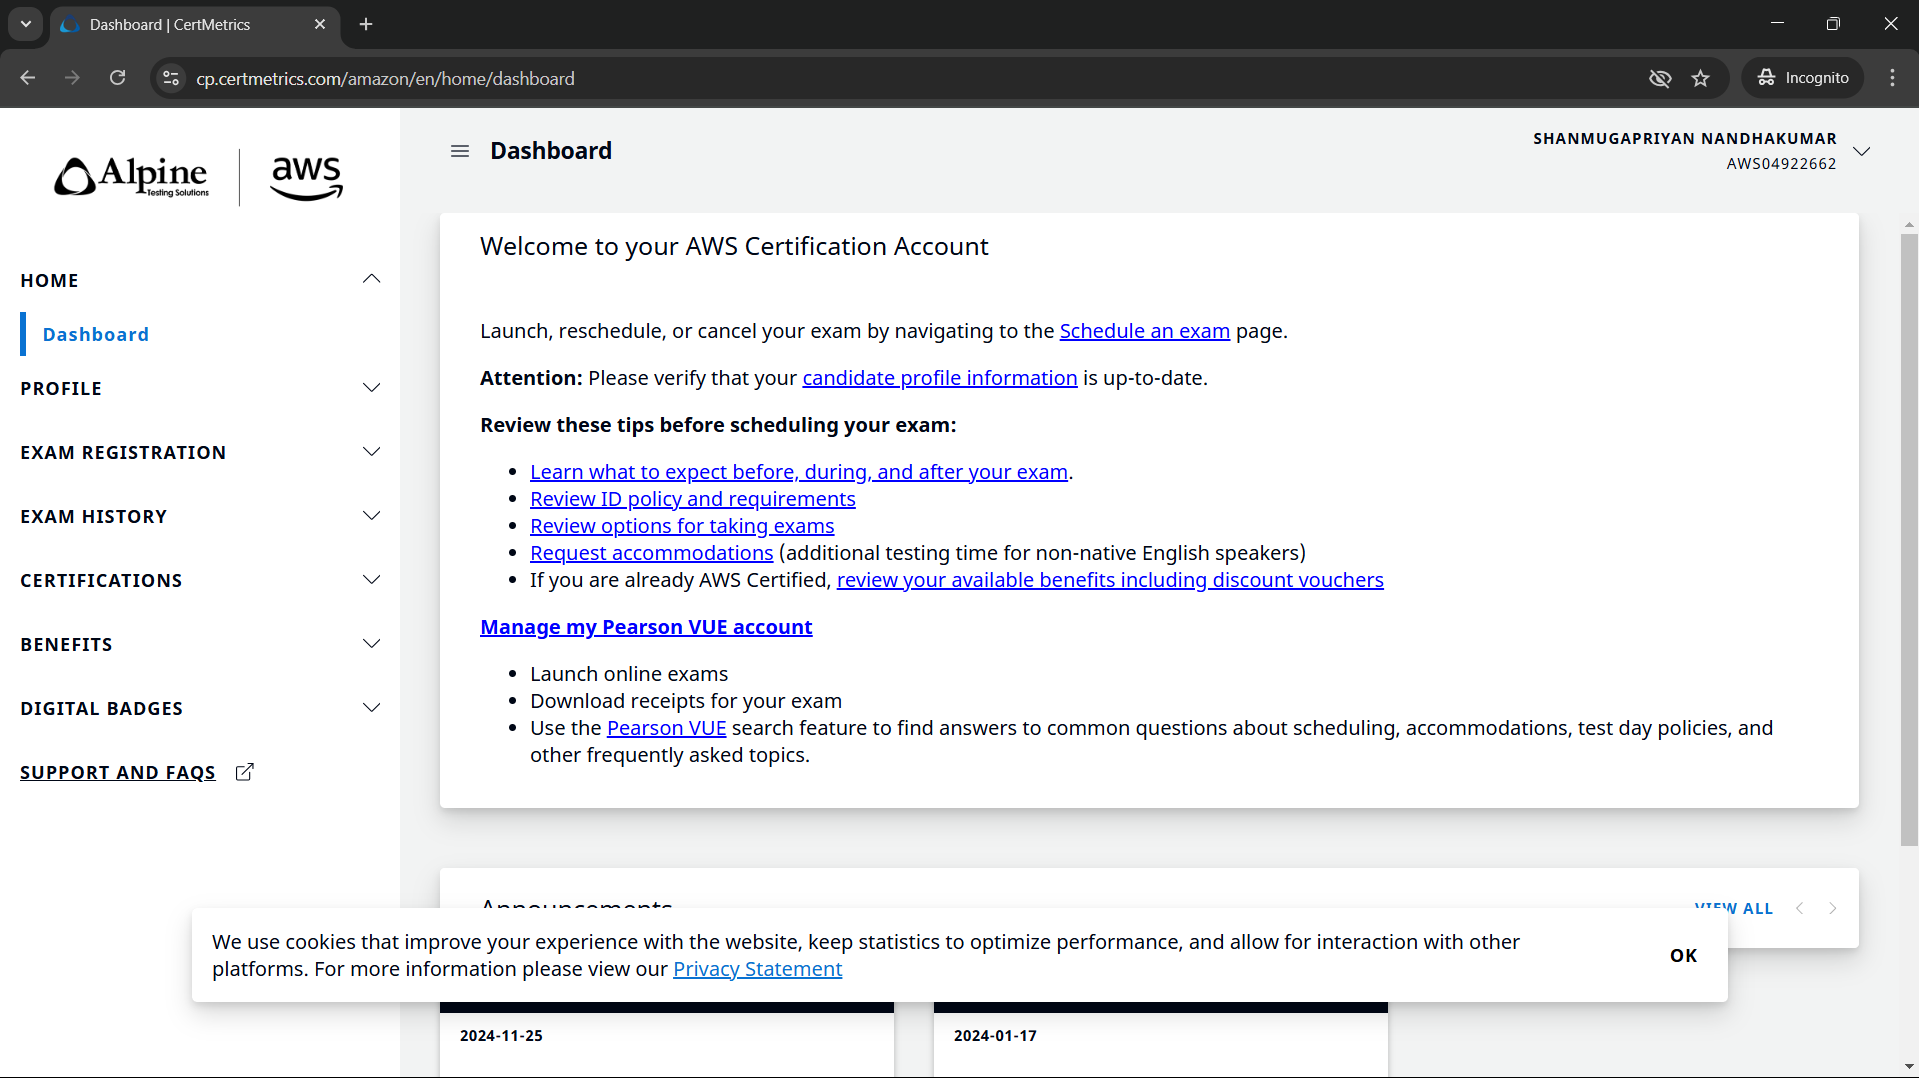 Dashboard | CertMetrics
cp.certmetrics.com/amazon/en/home/dashboard
Incognito
Alpine
Testing Solutions
aws
HOME
Dashboard
PROFILE
EXAM REGISTRATION
EXAM HISTORY
CERTIFICATIONS
BENEFITS
DIGITAL BADGES
SUPPORT AND FAQS
Dashboard
SHANMUGAPRIYAN NANDHAKUMAR
AWS04922662
Welcome to your AWS Certification Account
Launch, reschedule, or cancel your exam by navigating to the Schedule an exam page.
Attention: Please verify that your candidate profile information is up-to-date.
Review these tips before scheduling your exam:
Learn what to expect before, during, and after your exam.
Review ID policy and requirements
Review options for taking exams
Request accommodations (additional testing time for non-native English speakers)
If you are already AWS Certified, review your available benefits including discount vouchers
Manage my Pearson VUE account
Launch online exams
Download receipts for your exam
Use the Pearson VUE search feature to find answers to common questions about scheduling, accommodations, test day policies, and
other frequently asked topics.
Announcements
VIEW ALL
We use cookies that improve your experience with the website, keep statistics to optimize performance, and allow for interaction with other
platforms. For more information please view our Privacy Statement
OK
2024-11-25
2024-01-17